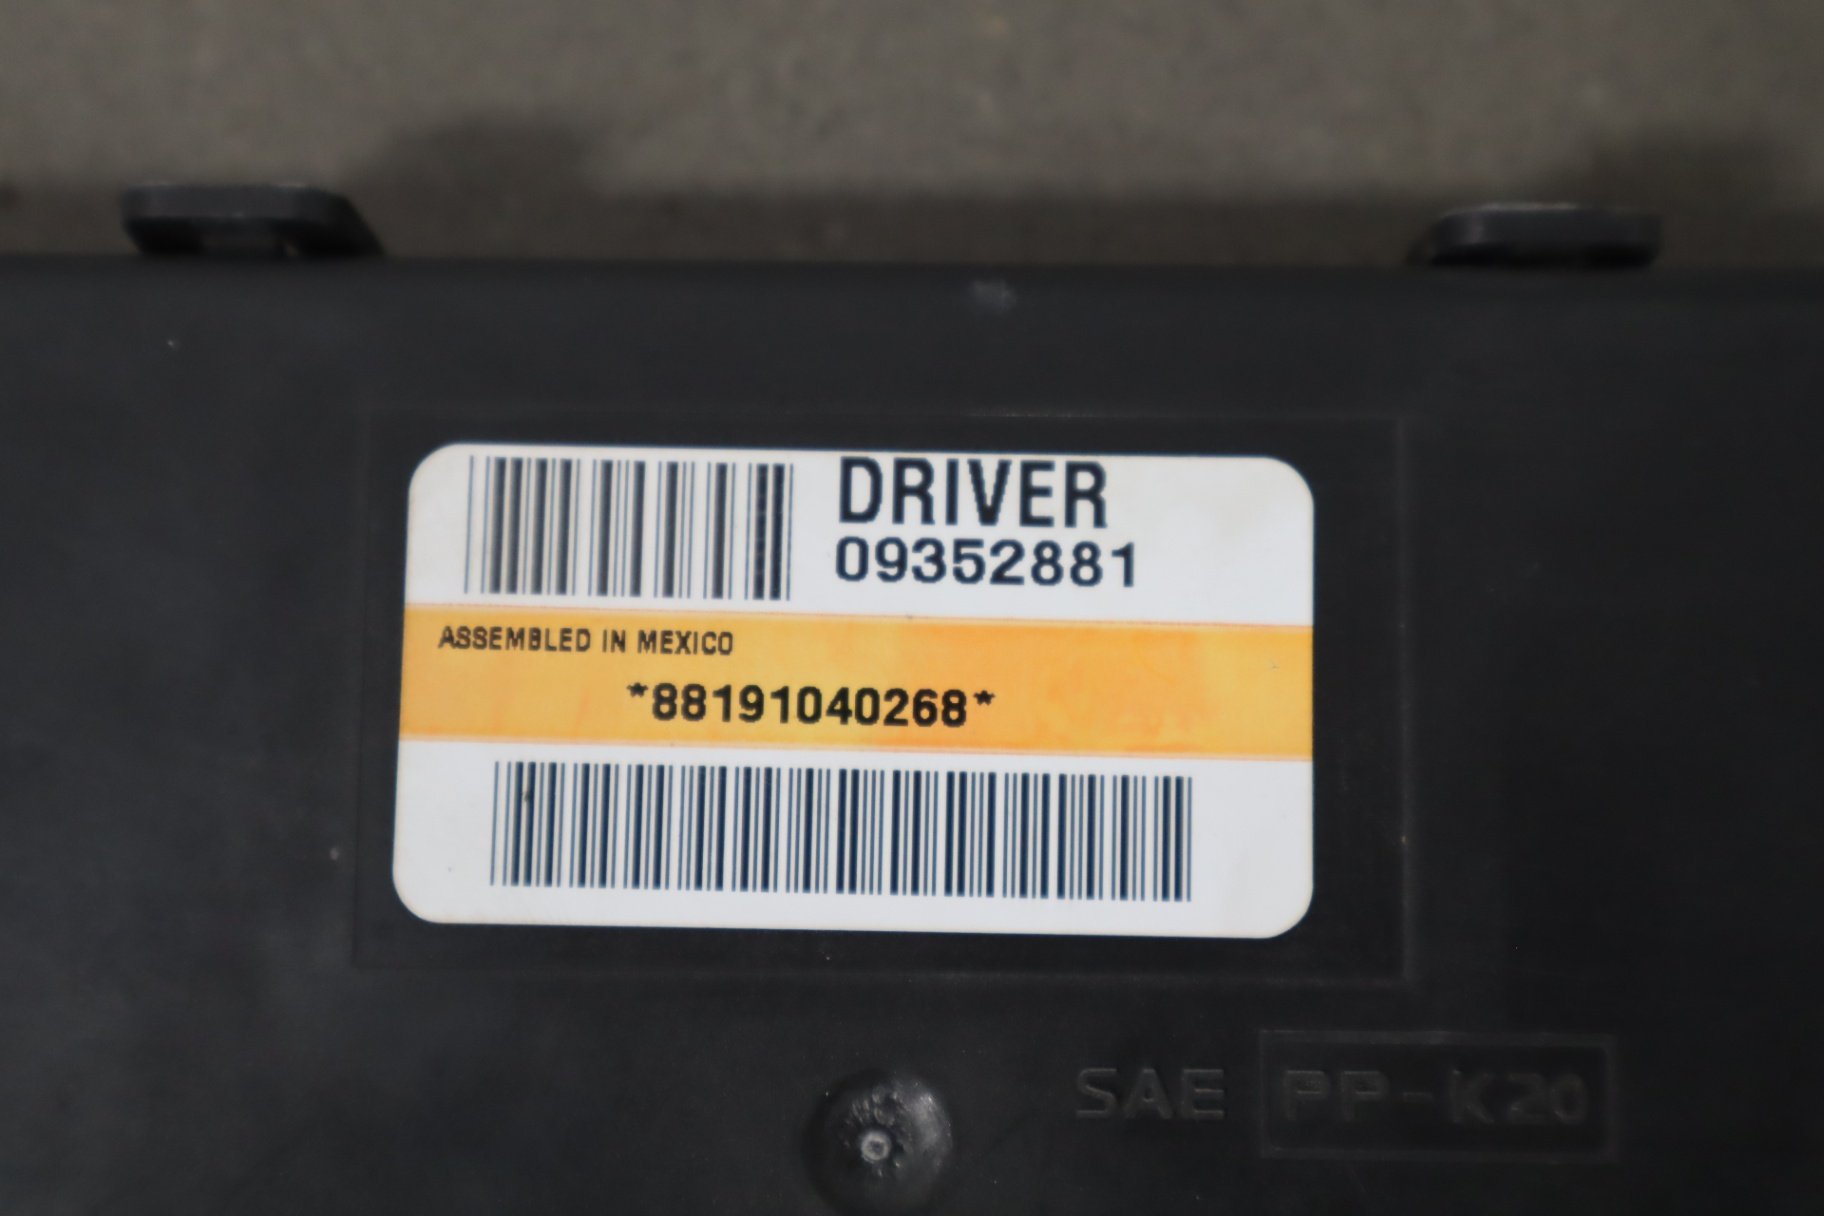 DRIVER
09352881
ASSEMBLED IN MEXICO
*88191040268*
SAE PP-K20